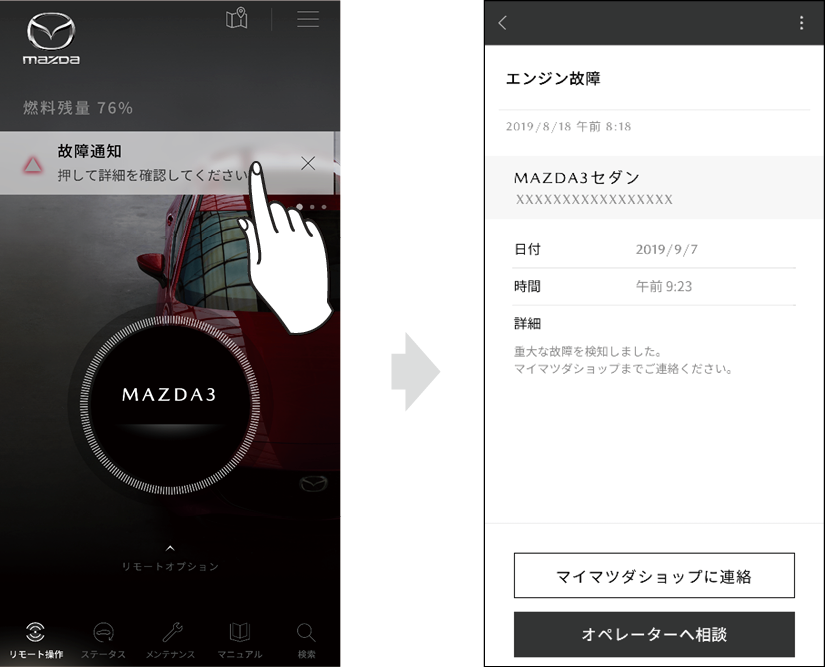 mazda
燃料残量 76%
故障通知
押して詳細を確認してください
MAZDA3
リモートオプション
リモート操作
ステータス
メンテナンス
マニュアル
検索
エンジン故障
2019/8/18 午前 8:18
MAZDA3セダン
XXXXXXXXXXXXXXXXX
日付 2019/9/7
時間 午前 9:23
詳細
重大な故障を検知しました。
マイマツダショップまでご連絡ください。
マイマツダショップに連絡
オペレーターへ相談